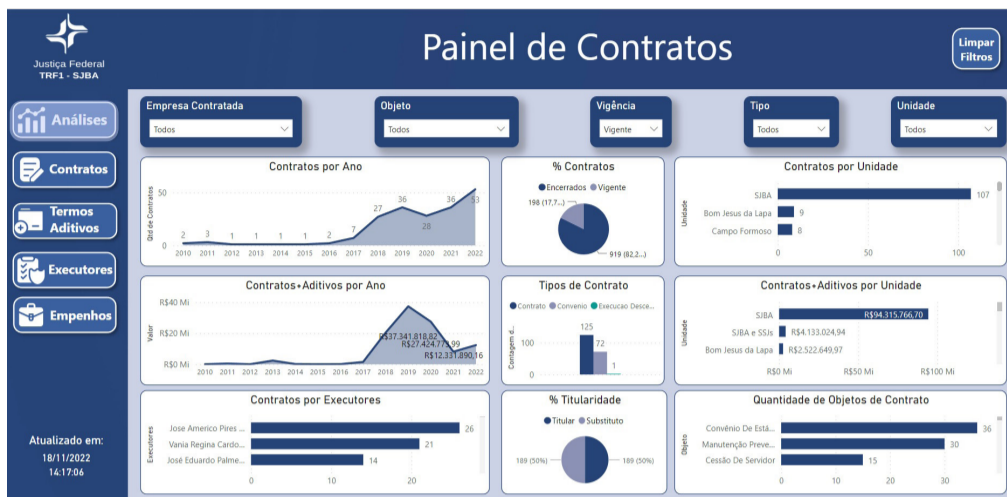 Justiça Federal
TRF1 - SJBA
Painel de Contratos
Limpar
Filtros
Análises
Contratos
Termos
Aditivos
Executores
Empenhos
Atualizado em:
18/11/2022
14:17:06
Empresa Contratada
Todos
Objeto
Todos
Vigência
Vigente
Tipo
Todos
Unidade
Todos
Contratos por Ano
Qtd de Contratos
50
0
2 3 1 1 1 1 2 7 27 36 28 36 53
2010 2011 2012 2013 2014 2015 2016 2017 2018 2019 2020 2021 2022
% Contratos
Encerrados Vigente
198 (17,7...)
919 (82,2...)
Contratos por Unidade
Unidade
SJBA 107
Bom Jesus da Lapa 9
Campo Formoso 8
0 50 100
Contratos+Aditivos por Ano
Valor
R$40 Mi
R$20 Mi
R$0 Mi
R$37.341.818,82
R$27.424.773,99
R$12.331.890,16
2010 2011 2012 2013 2014 2015 2016 2017 2018 2019 2020 2021 2022
Tipos de Contrato
Contrato Convenio Execucao Desce...
Contagem d...
100
0
125
72
1
Contratos+Aditivos por Unidade
Unidade
SJBA R$94.315.766,70
SJBA e SSJs R$4.133.024,94
Bom Jesus da Lapa R$2.522.649,97
R$0 Mi R$50 Mi R$100 Mi
Contratos por Executores
Executores
Jose Americo Pires ... 26
Vania Regina Cardo... 21
José Eduardo Palme... 14
0 10 20
% Titularidade
Titular Substituto
189 (50%)
189 (50%)
Quantidade de Objetos de Contrato
Objeto
Convênio De Está... 36
Manutenção Preve... 30
Cessão De Servidor 15
0 10 20 30